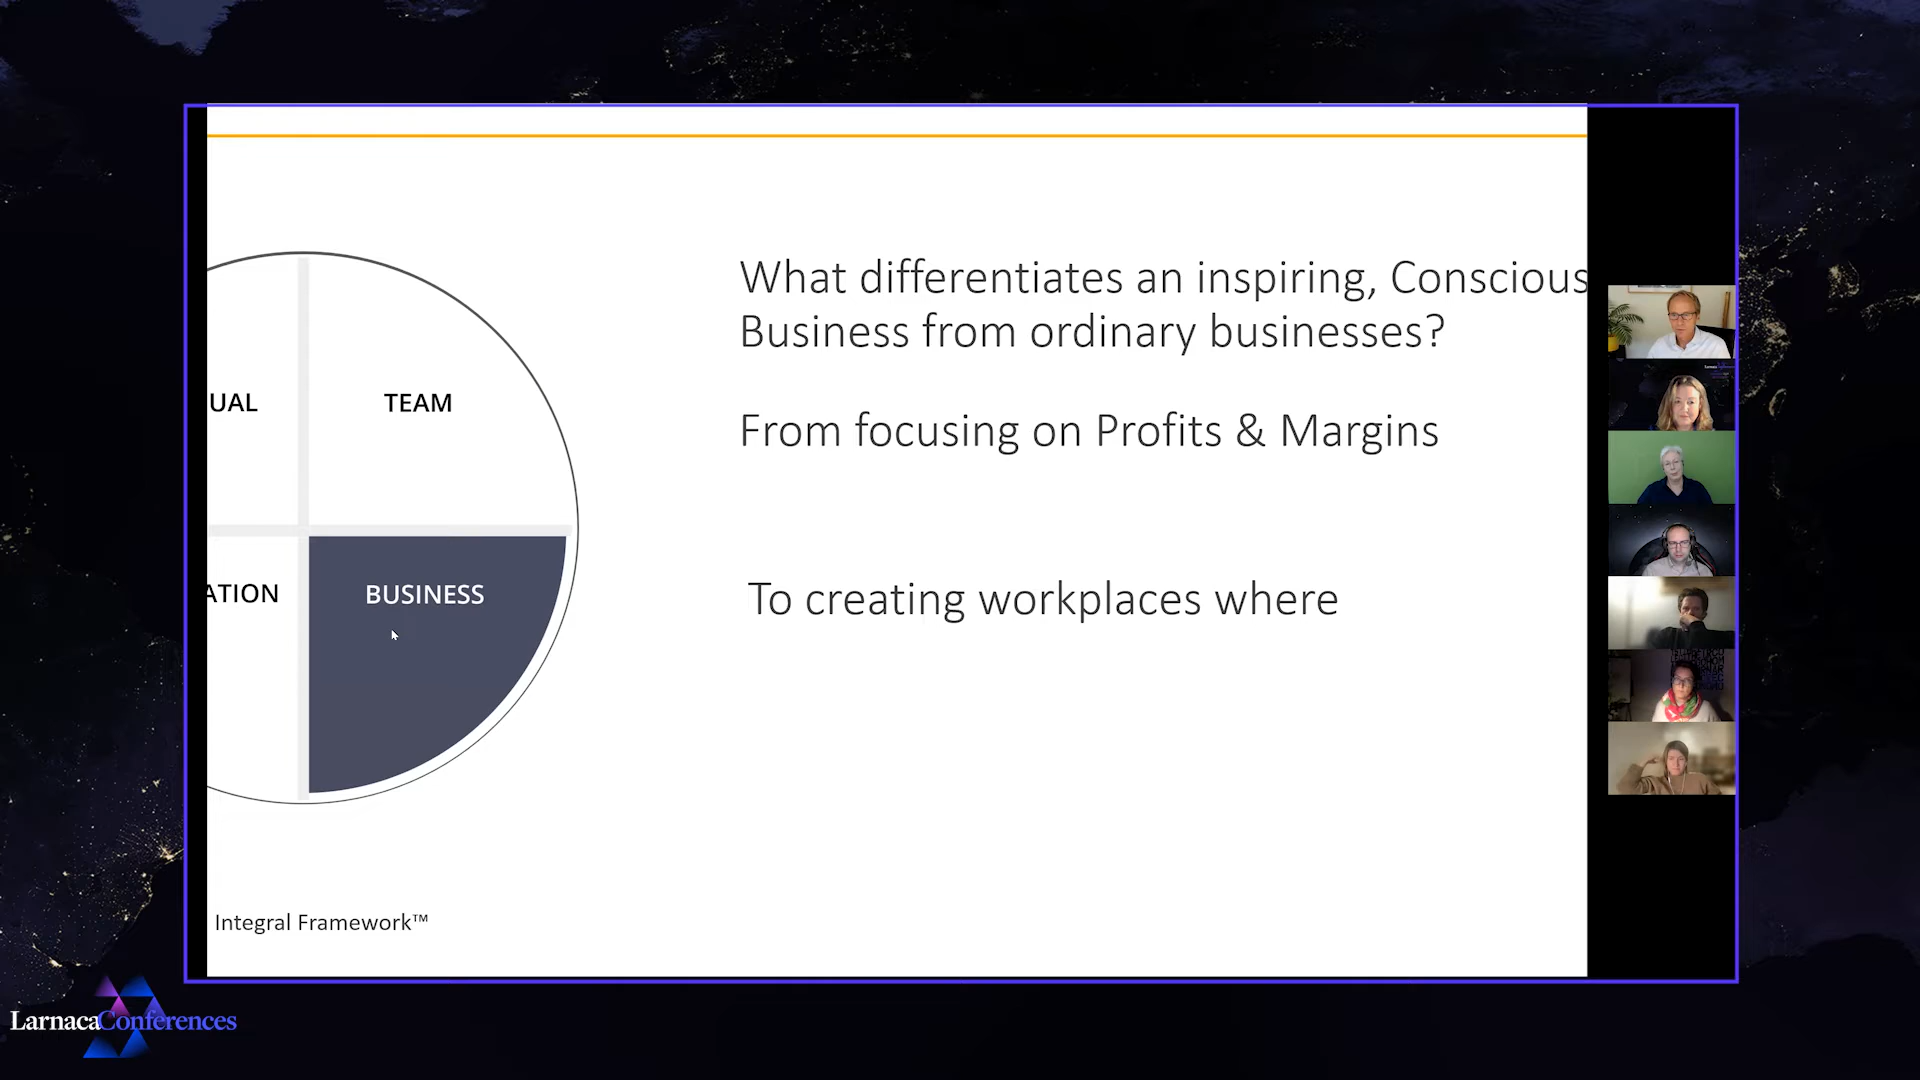 What differentiates an inspiring, Conscious
Business from ordinary businesses?
From focusing on Profits & Margins
To creating workplaces where
UAL
TEAM
ATION
BUSINESS
Integral Framework™
LarnacaConferences